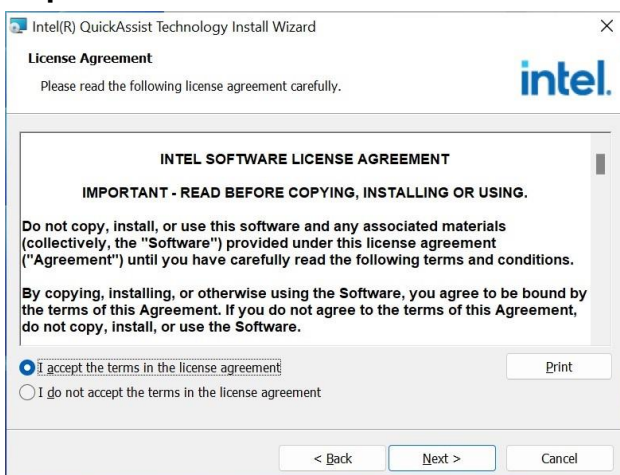 Intel(R) QuickAssist Technology Install Wizard
License Agreement
Please read the following license agreement carefully.
intel.
INTEL SOFTWARE LICENSE AGREEMENT
IMPORTANT - READ BEFORE COPYING, INSTALLING OR USING.
Do not copy, install, or use this software and any associated materials
(collectively, the "Software") provided under this license agreement
("Agreement") until you have carefully read the following terms and conditions.
By copying, installing, or otherwise using the Software, you agree to be bound by
the terms of this Agreement. If you do not agree to the terms of this Agreement,
do not copy, install, or use the Software.
I accept the terms in the license agreement
Print
I do not accept the terms in the license agreement
< Back
Next >
Cancel